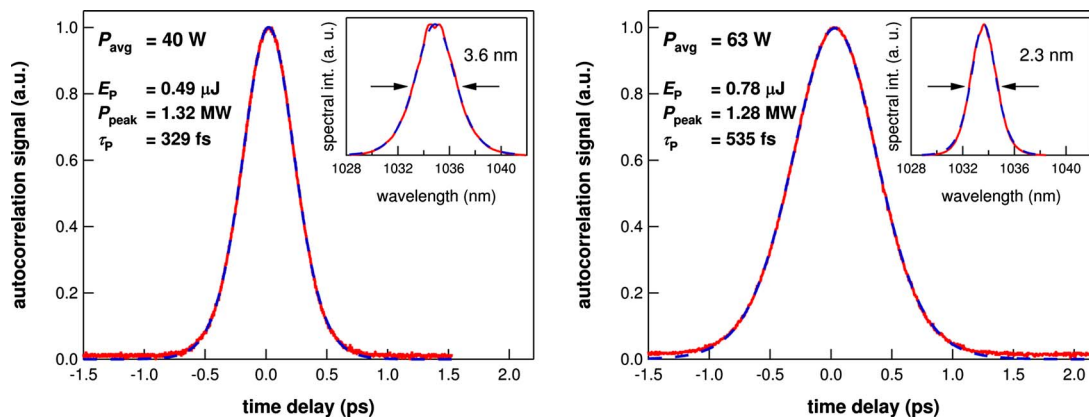 autocorrelation signal (a.u.)
1.0
0.8
0.6
0.4
0.2
0.0
P_avg = 40 W
E_P = 0.49 µJ
P_peak = 1.32 MW
τ_P = 329 fs
spectral int. (a. u.)
3.6 nm
1028 1032 1036 1040
wavelength (nm)
-1.5 -1.0 -0.5 0.0 0.5 1.0 1.5 2.0
time delay (ps)
autocorrelation signal (a.u.)
1.0
0.8
0.6
0.4
0.2
0.0
P_avg = 63 W
E_P = 0.78 µJ
P_peak = 1.28 MW
τ_P = 535 fs
spectral int. (a. u.)
2.3 nm
1028 1032 1036 1040
wavelength (nm)
-1.5 -1.0 -0.5 0.0 0.5 1.0 1.5 2.0
time delay (ps)